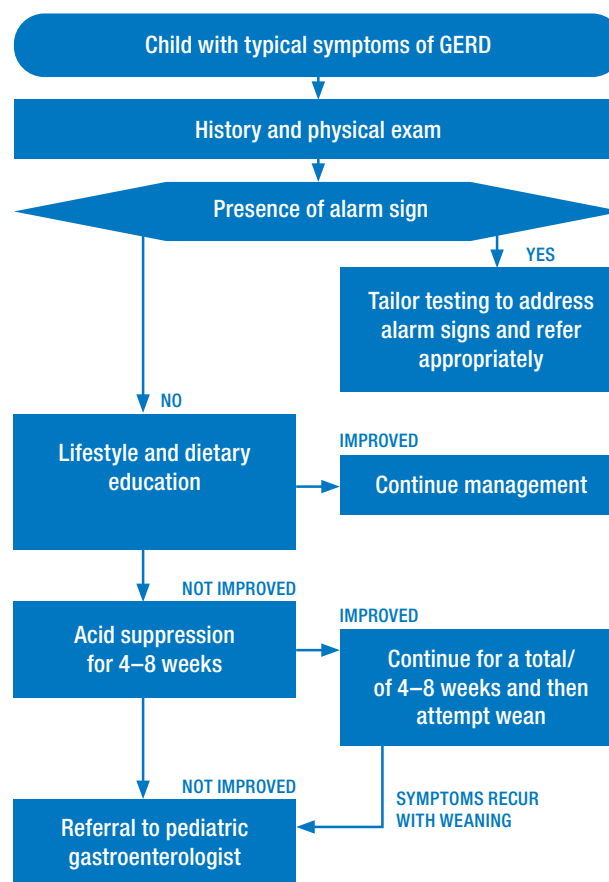 Child with typical symptoms of GERD
History and physical exam
Presence of alarm sign
YES
Tailor testing to address
alarm signs and refer
appropriately
NO
Lifestyle and dietary
education
IMPROVED
Continue management
NOT IMPROVED
Acid suppression
for 4–8 weeks
IMPROVED
Continue for a total/
of 4–8 weeks and then
attempt wean
NOT IMPROVED
SYMPTOMS RECUR
WITH WEANING
Referral to pediatric
gastroenterologist